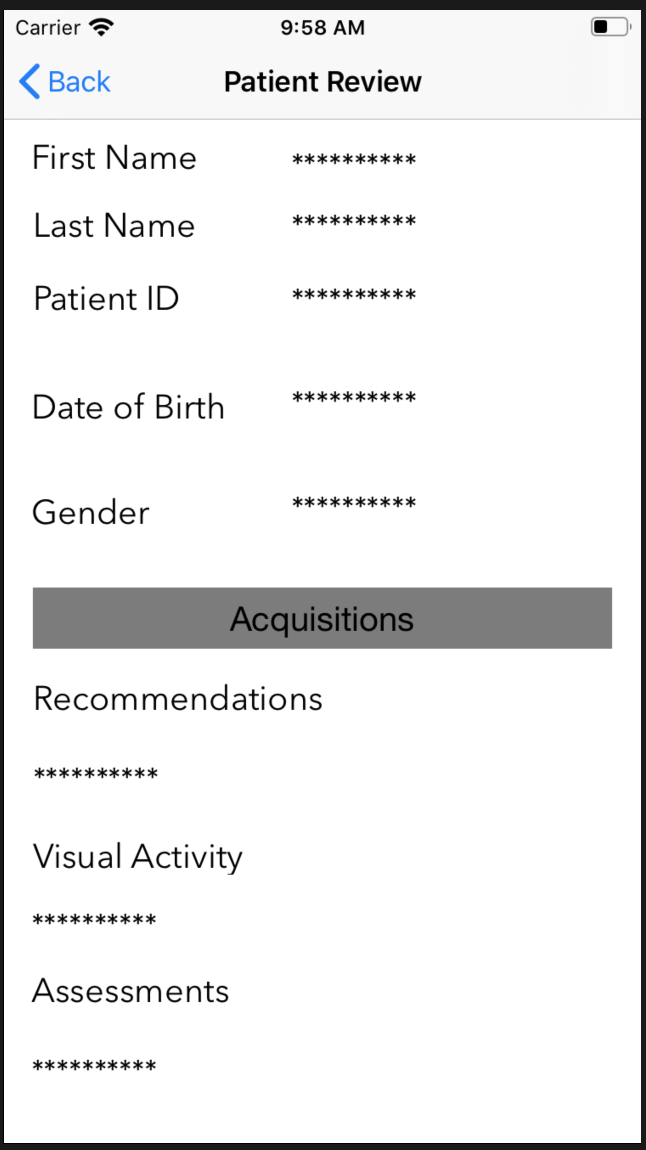 Carrier 9:58 AM
Back Patient Review
First Name **********
Last Name **********
Patient ID **********
Date of Birth **********
Gender **********
Acquisitions
Recommendations
**********
Visual Activity
**********
Assessments
**********